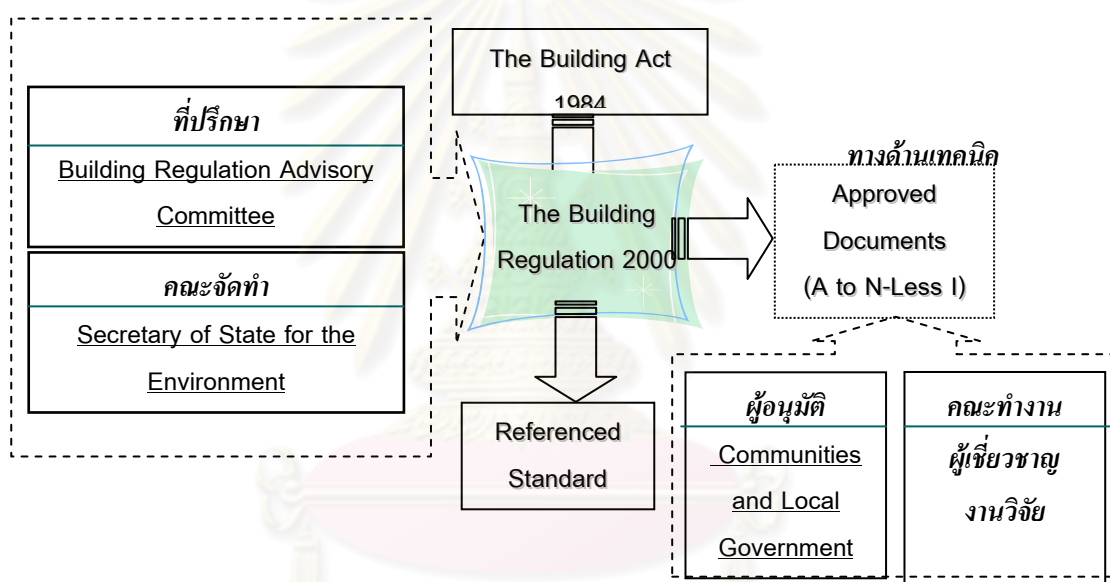 The Building Act
1984
ที่ปรึกษา
Building Regulation Advisory
Committee
คณะจัดทำ
Secretary of State for the
Environment
The Building
Regulation 2000
ทางด้านเทคนิค
Approved
Documents
(A to N-Less I)
Referenced
Standard
ผู้อนุมัติ
Communities
and Local
Government
คณะทำงาน
ผู้เชี่ยวชาญ
งานวิจัย